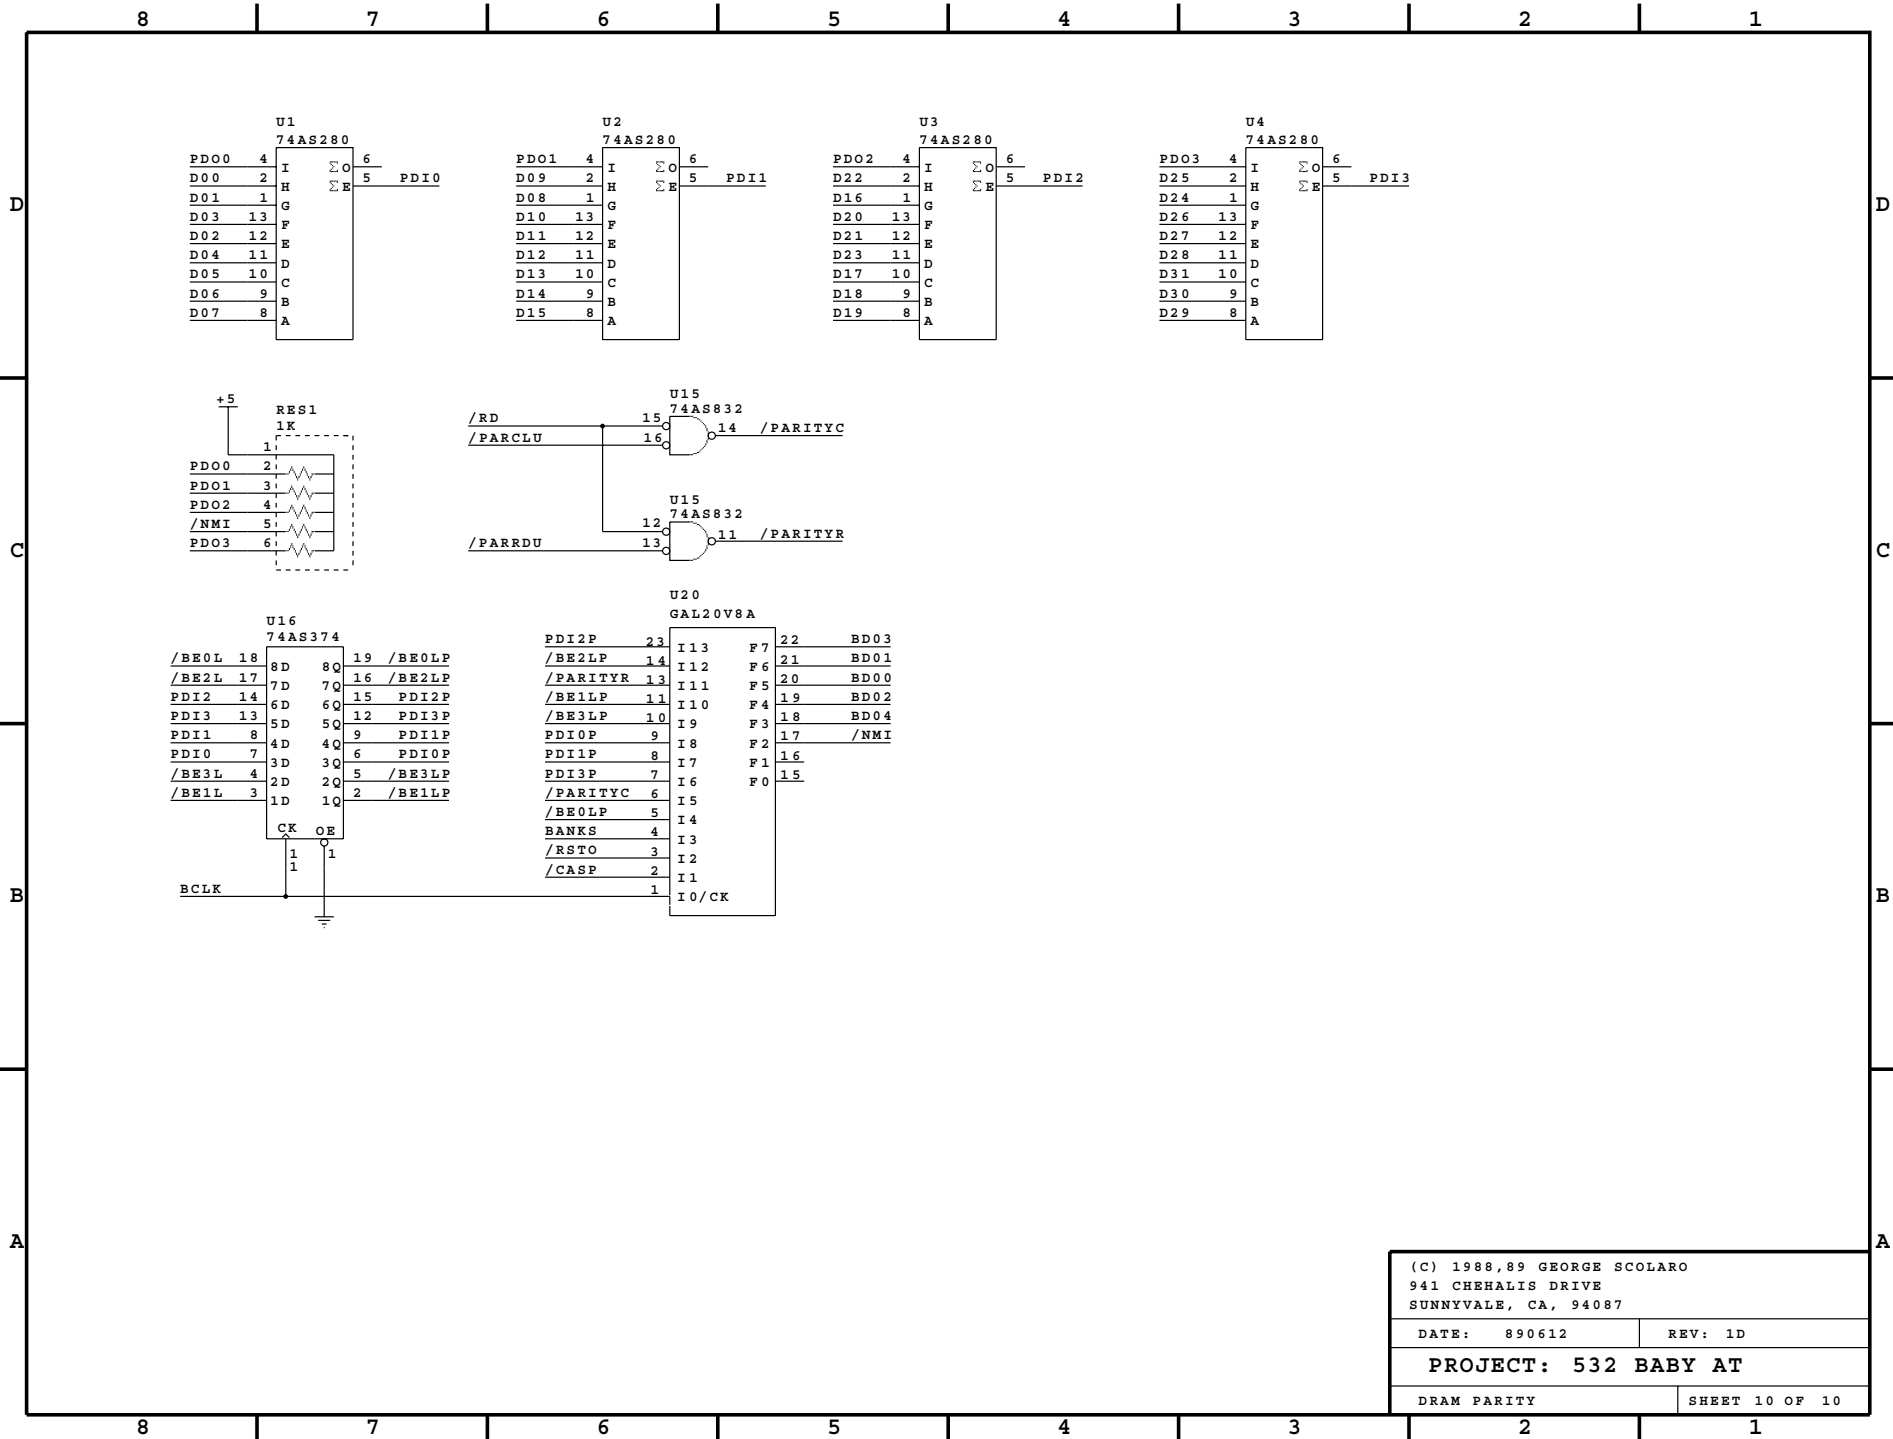 8 7 6 5 4 3 2 1
D D
U1
74AS280
PDO0 4 I ΣO 6
D00 2 H ΣE 5 PDI0
D01 1 G
D03 13 F
D02 12 E
D04 11 D
D05 10 C
D06 9 B
D07 8 A
U2
74AS280
PDO1 4 I ΣO 6
D09 2 H ΣE 5 PDI1
D08 1 G
D10 13 F
D11 12 E
D12 11 D
D13 10 C
D14 9 B
D15 8 A
U3
74AS280
PDO2 4 I ΣO 6
D22 2 H ΣE 5 PDI2
D16 1 G
D20 13 F
D21 12 E
D23 11 D
D17 10 C
D18 9 B
D19 8 A
U4
74AS280
PDO3 4 I ΣO 6
D25 2 H ΣE 5 PDI3
D24 1 G
D26 13 F
D27 12 E
D28 11 D
D31 10 C
D30 9 B
D29 8 A
C C
+5
RES1
1K
1
PDO0 2
PDO1 3
PDO2 4
/NMI 5
PDO3 6
U15
74AS832
/RD 15
/PARCLU 16
14 /PARITYC
U15
74AS832
12
/PARRDU 13
11 /PARITYR
U16
74AS374
/BE0L 18 8D 8Q 19 /BE0LP
/BE2L 17 7D 7Q 16 /BE2LP
PDI2 14 6D 6Q 15 PDI2P
PDI3 13 5D 5Q 12 PDI3P
PDI1 8 4D 4Q 9 PDI1P
PDI0 7 3D 3Q 6 PDI0P
/BE3L 4 2D 2Q 5 /BE3LP
/BE1L 3 1D 1Q 2 /BE1LP
CK OE
1 1
1
BCLK
U20
GAL20V8A
PDI2P 23 I13 F7 22 BD03
/BE2LP 14 I12 F6 21 BD01
/PARITYR 13 I11 F5 20 BD00
/BE1LP 11 I10 F4 19 BD02
/BE3LP 10 I9 F3 18 BD04
PDI0P 9 I8 F2 17 /NMI
PDI1P 8 I7 F1 16
PDI3P 7 I6 F0 15
/PARITYC 6 I5
/BE0LP 5 I4
BANKS 4 I3
/RSTO 3 I2
/CASP 2 I1
1 I0/CK
B B
A A
(C) 1988,89 GEORGE SCOLARO
941 CHEHALIS DRIVE
SUNNYVALE, CA, 94087
DATE: 890612 REV: 1D
PROJECT: 532 BABY AT
DRAM PARITY SHEET 10 OF 10
8 7 6 5 4 3 2 1